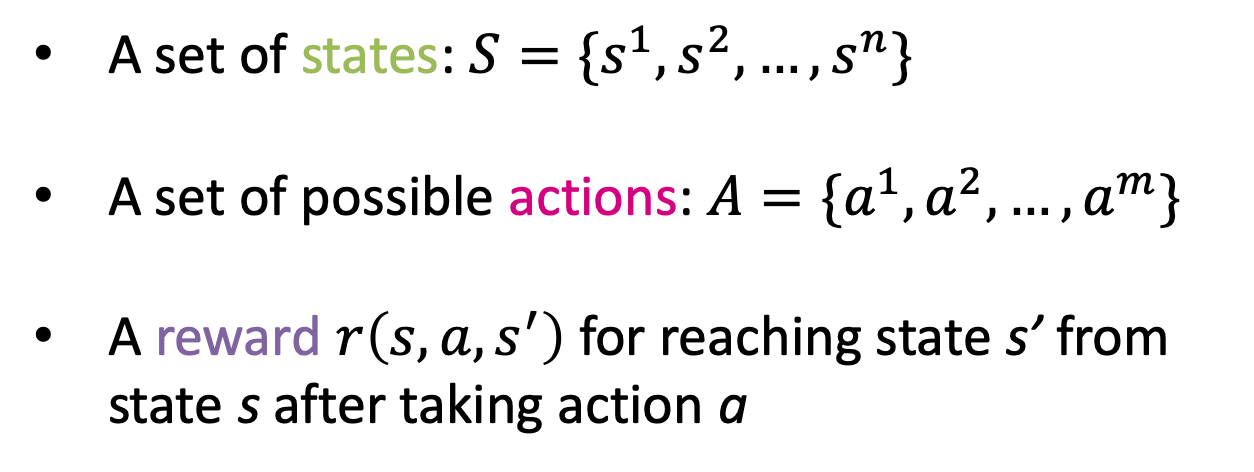 • A set of states: S = {s¹, s², …, sⁿ}
• A set of possible actions: A = {a¹, a², …, aᵐ}
• A reward r(s, a, s′) for reaching state s′ from
state s after taking action a